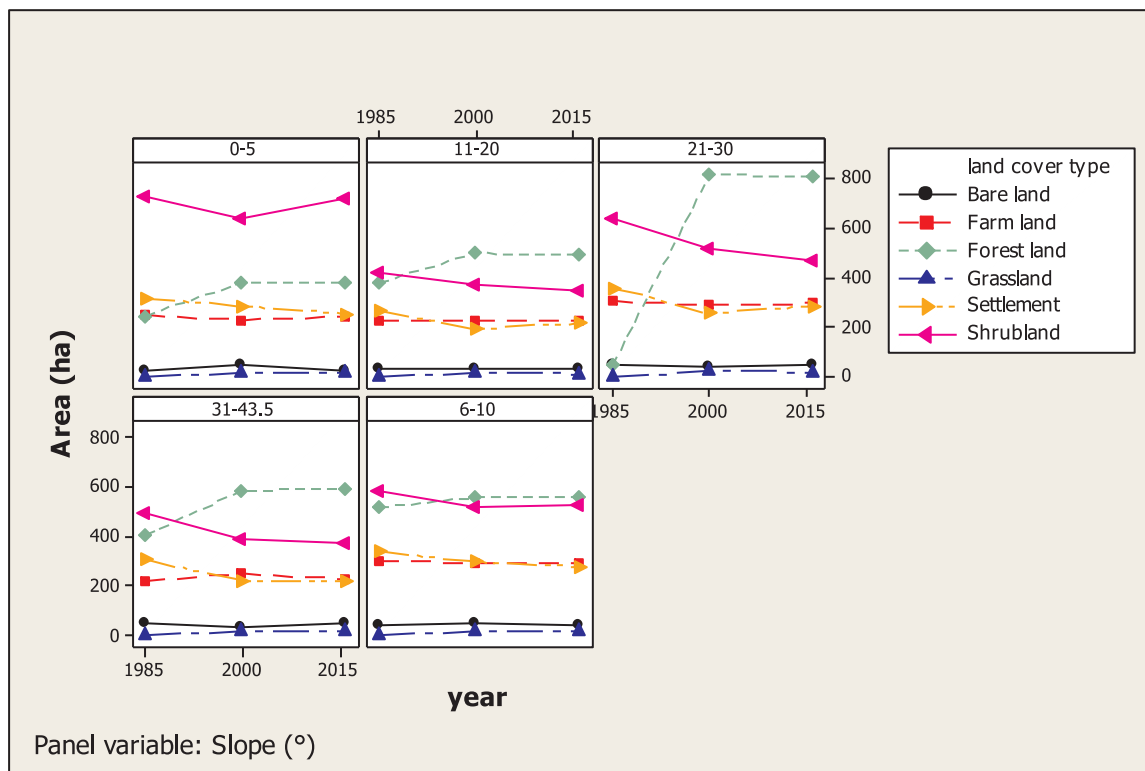 1985 2000 2015
0-5 11-20 21-30
land cover type
Bare land
Farm land
Forest land
Grassland
Settlement
Shrubland
800
600
400
200
0
Area (ha)
1985 2000 2015
31-43.5 6-10
800
600
400
200
0
1985 2000 2015
year
Panel variable: Slope (°)